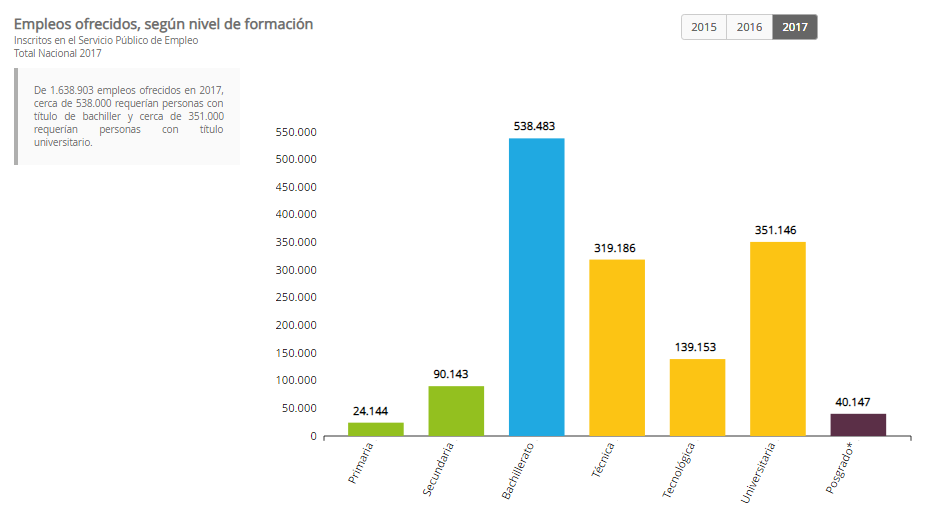 Empleos ofrecidos, según nivel de formación
Inscritos en el Servicio Público de Empleo
Total Nacional 2017
2015 2016 2017
De 1.638.903 empleos ofrecidos en 2017,
cerca de 538.000 requerían personas con
título de bachiller y cerca de 351.000
requerían personas con título
universitario.
550.000
500.000
450.000
400.000
350.000
300.000
250.000
200.000
150.000
100.000
50.000
0
24.144
90.143
538.483
319.186
139.153
351.146
40.147
Primaria
Secundaria
Bachillerato
Técnica
Tecnológica
Universitaria
Posgrado*